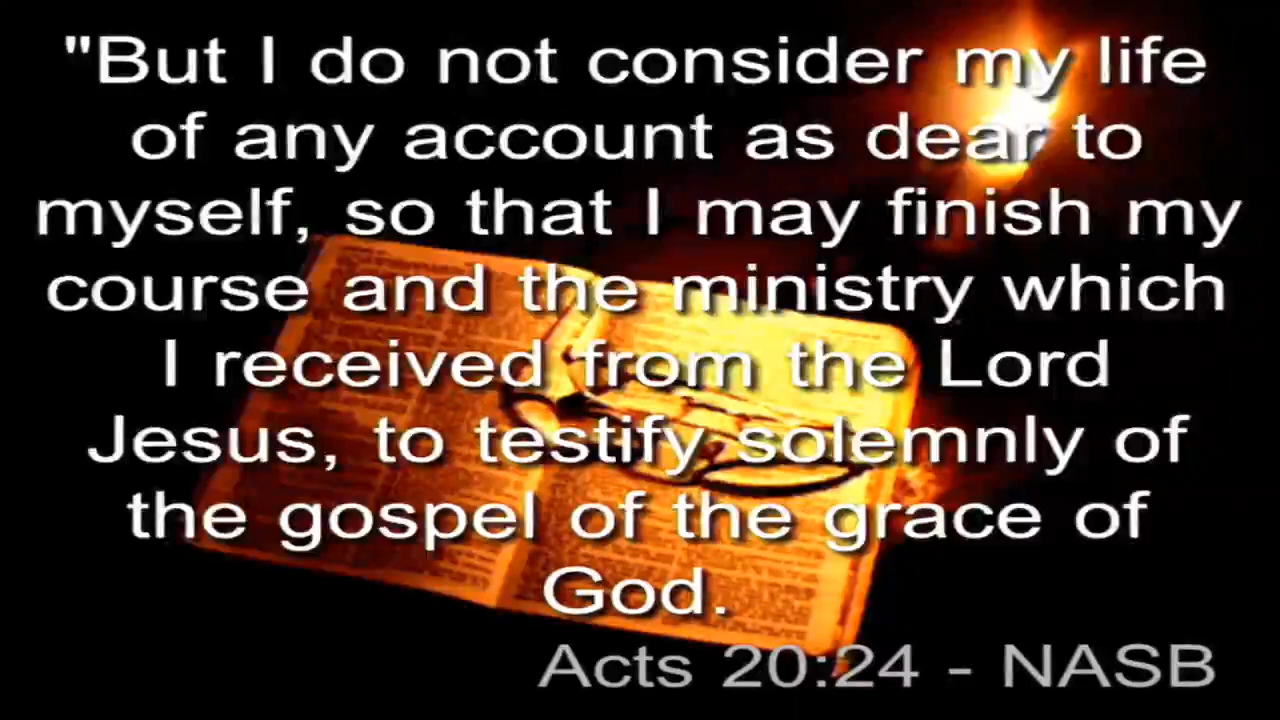 "But I do not consider my life
of any account as dear to
myself, so that I may finish my
course and the ministry which
I received from the Lord
Jesus, to testify solemnly of
the gospel of the grace of
God.
Acts 20:24 - NASB